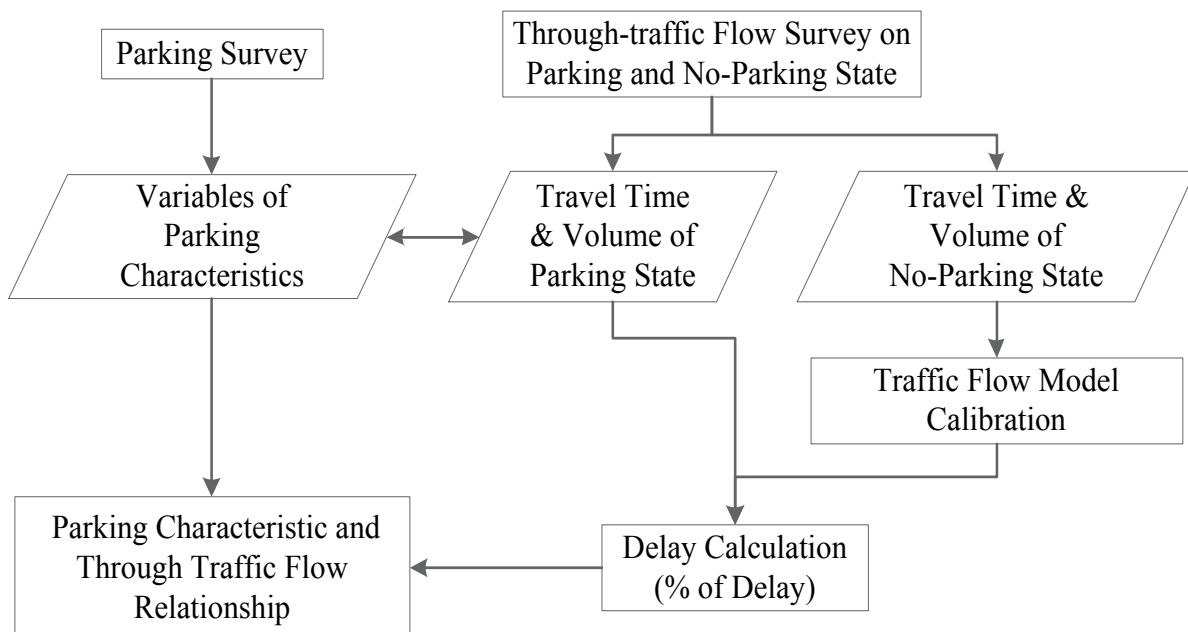 Parking Survey
Through-traffic Flow Survey on
Parking and No-Parking State
Variables of
Parking
Characteristics
Travel Time
& Volume of
Parking State
Travel Time &
Volume of
No-Parking State
Traffic Flow Model
Calibration
Parking Characteristic and
Through Traffic Flow
Relationship
Delay Calculation
(% of Delay)